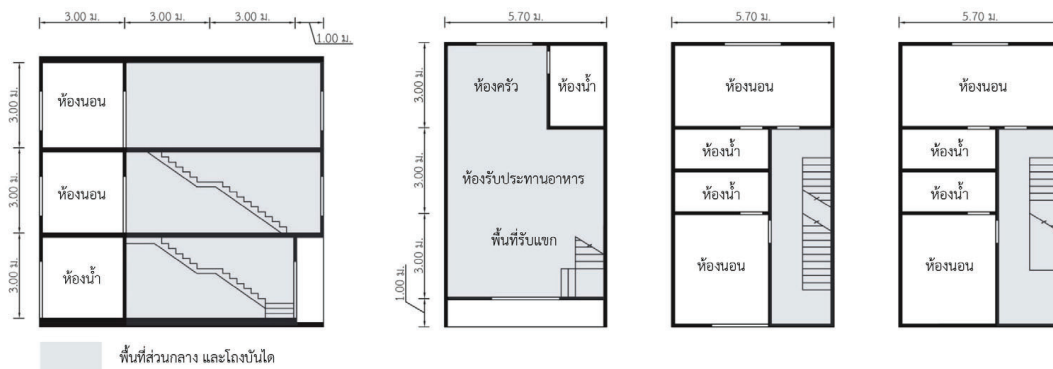 3.00 ม. 3.00 ม. 3.00 ม.
1.00 ม.
3.00 ม.
3.00 ม.
3.00 ม.
ห้องนอน
ห้องนอน
ห้องน้ำ
พื้นที่ส่วนกลาง และโถงบันได
5.70 ม.
3.00 ม.
3.00 ม.
3.00 ม.
1.00 ม.
ห้องครัว ห้องน้ำ
ห้องรับประทานอาหาร
พื้นที่รับแขก
5.70 ม.
ห้องนอน
ห้องน้ำ
ห้องน้ำ
ห้องนอน
5.70 ม.
ห้องนอน
ห้องน้ำ
ห้องน้ำ
ห้องนอน